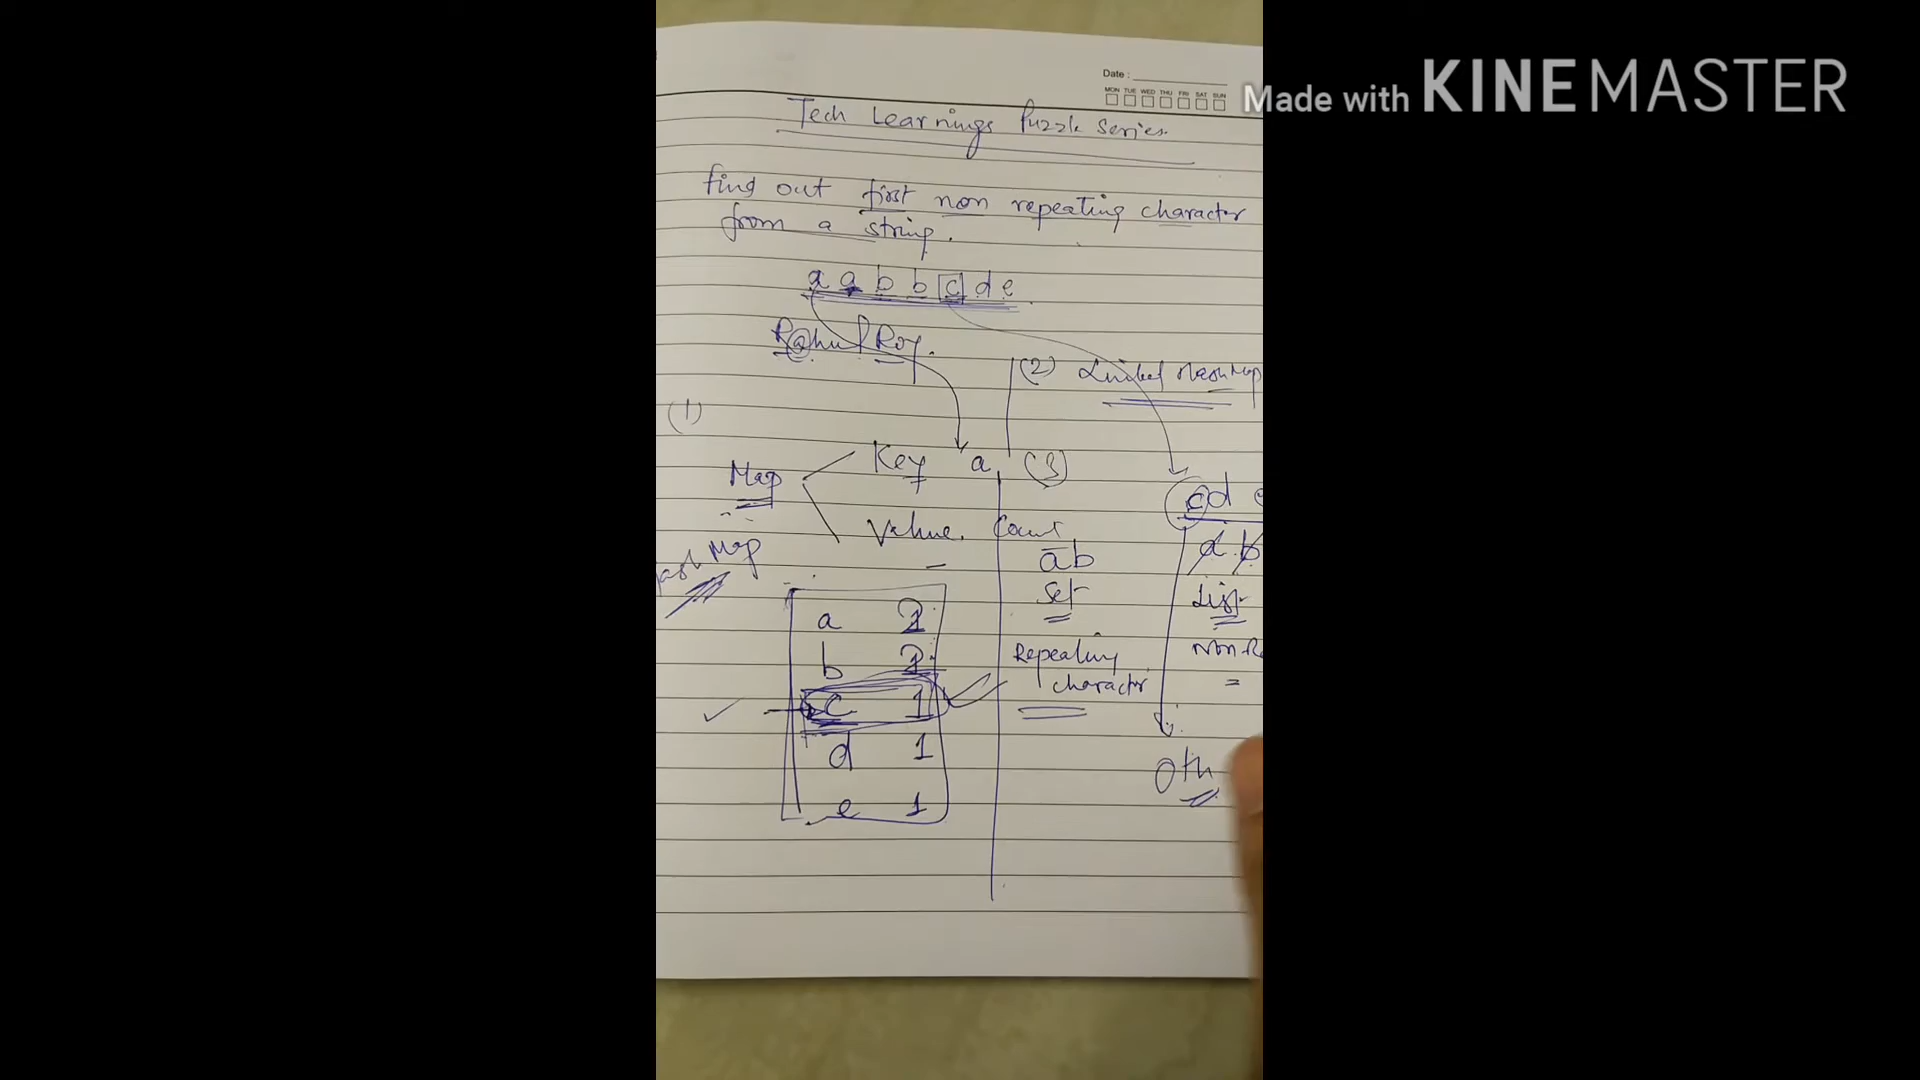 Made with KINEMASTER
Date :
MON TUE WED THU FRI SAT SUN
Tech Learnings Puzzle Series.
find out first non repeating character
from a string.
a a b b c d e
Rahul Roy.
(2) Linked HashMap
(1)
Key a
(3)
Map
c d
Value. Count
a b
a b
Map
Set
List
a 2
Repeating
character
b 2
c 1
d 1
e 1
0th